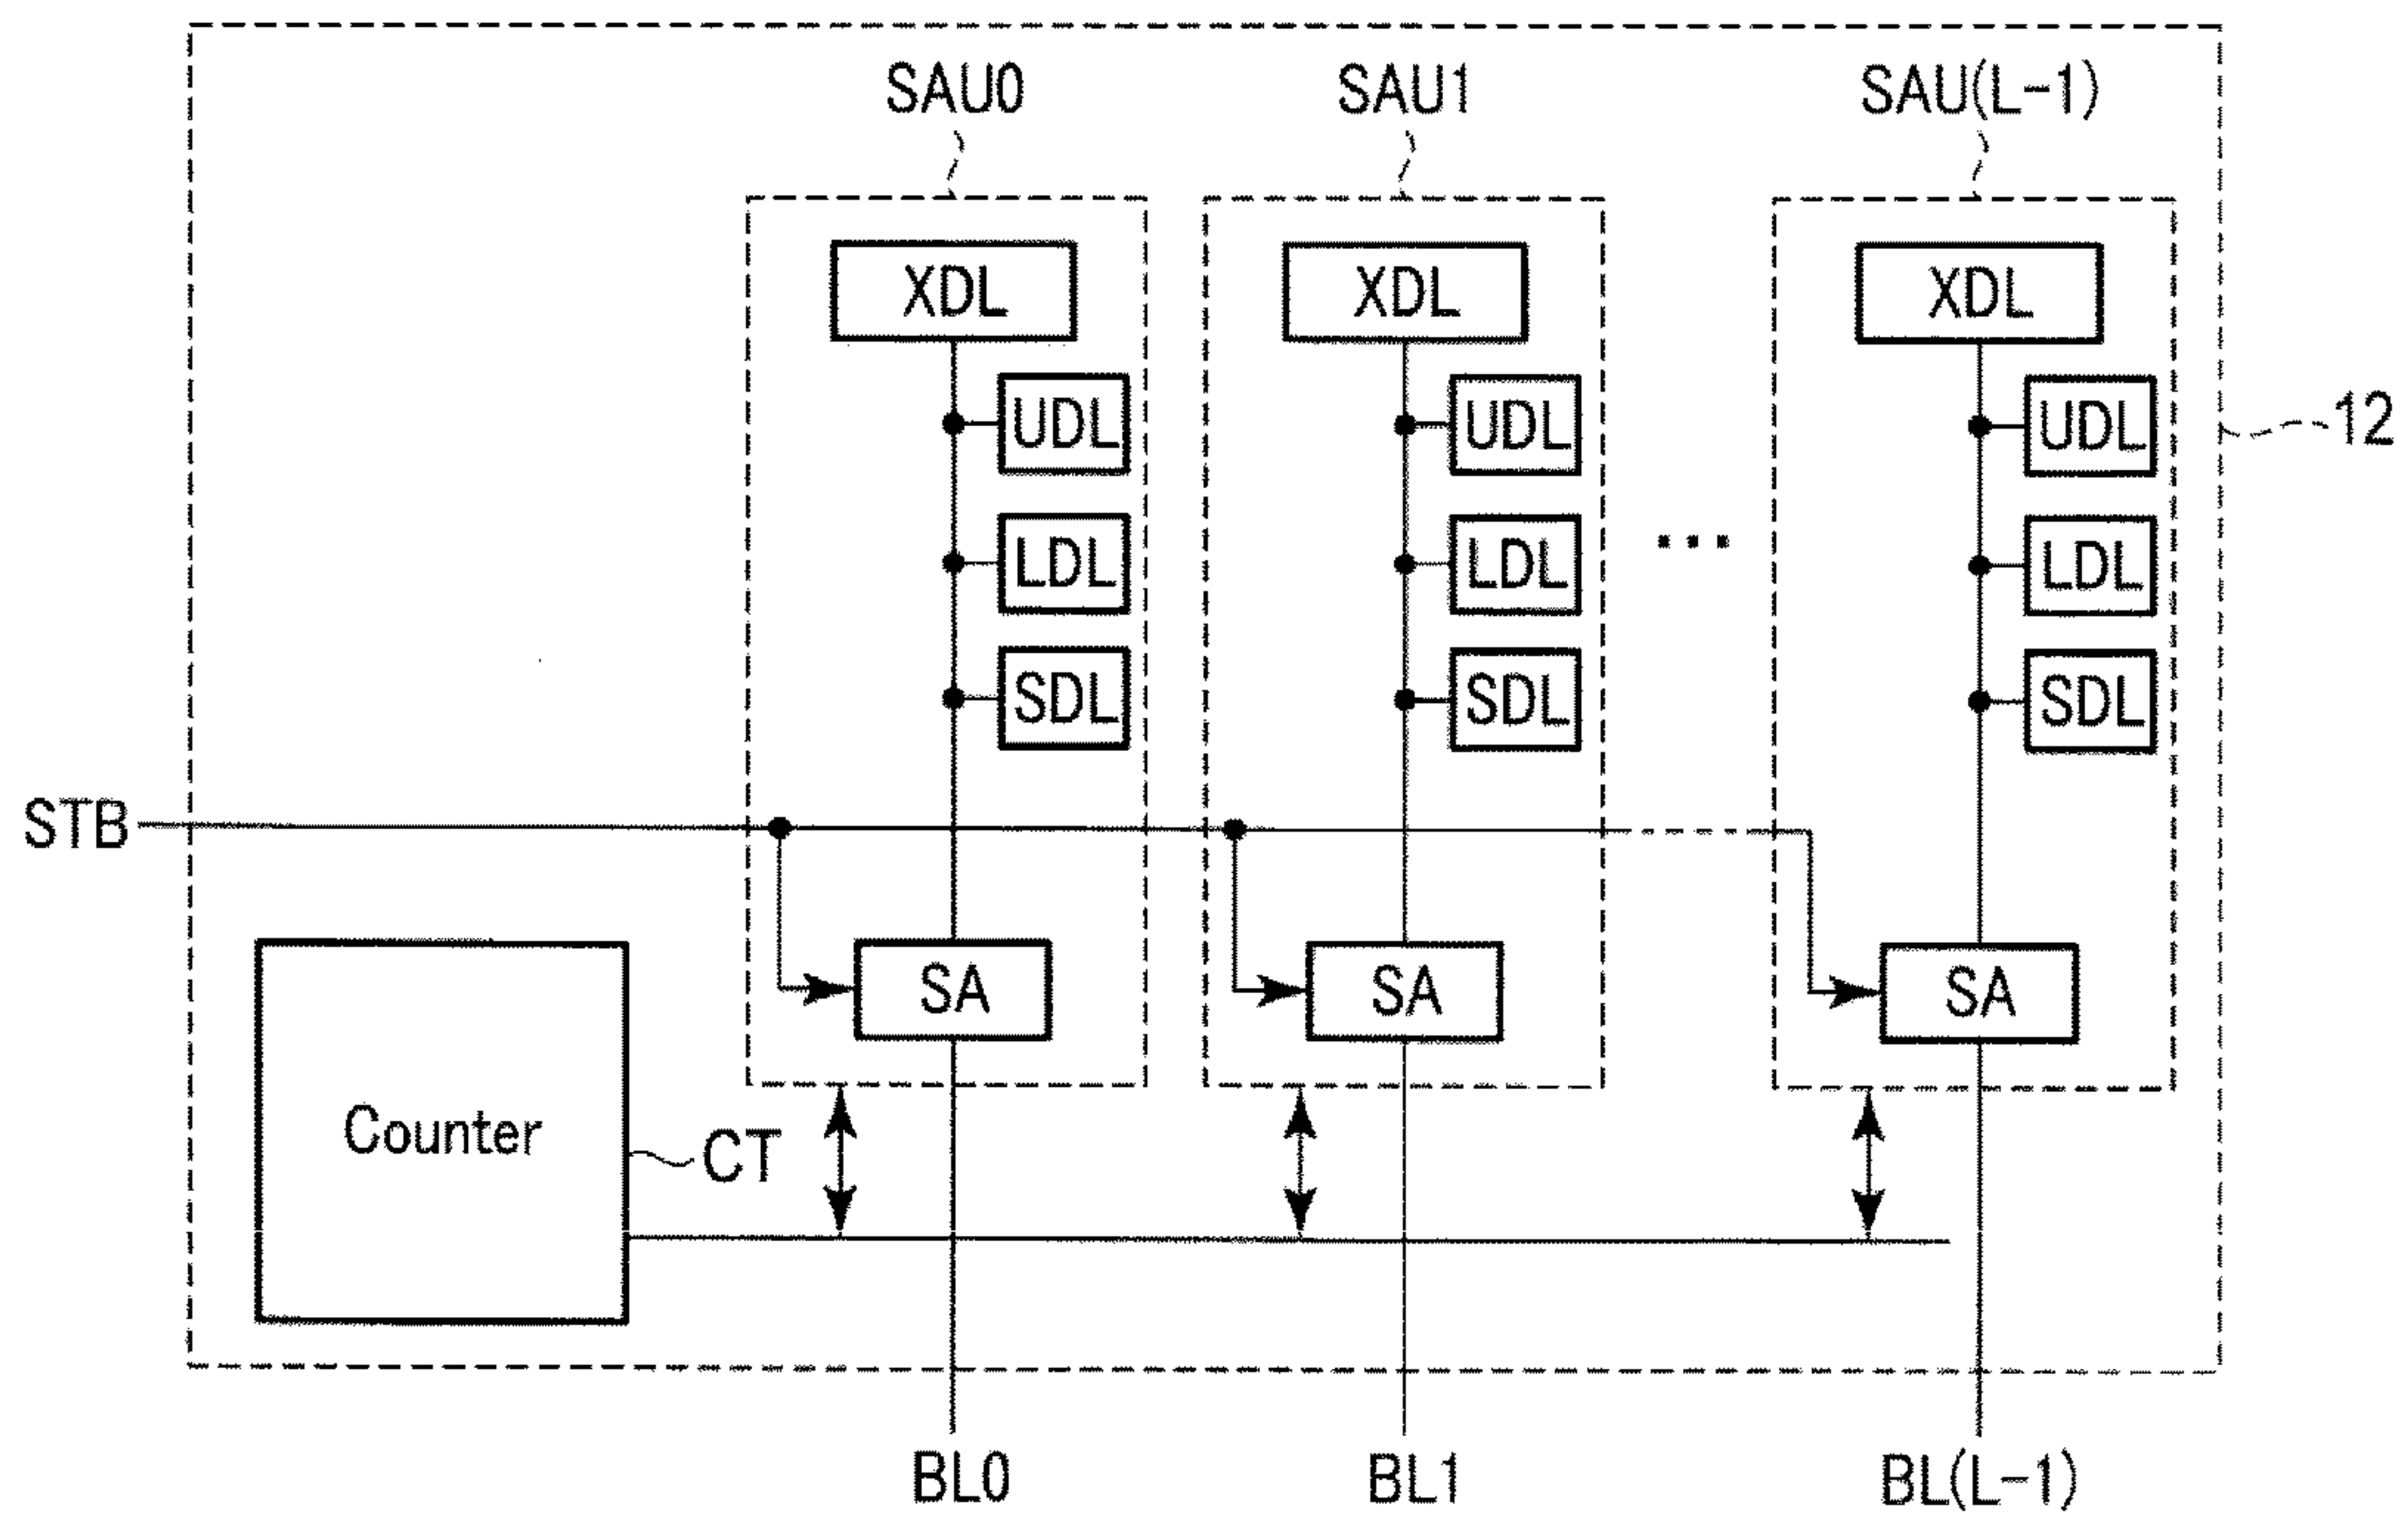 SAU0 SAU1 SAU(L-1)
XDL XDL XDL
UDL UDL UDL
12
LDL LDL LDL
...
SDL SDL SDL
STB
SA SA SA
Counter
CT
BL0 BL1 BL(L-1)